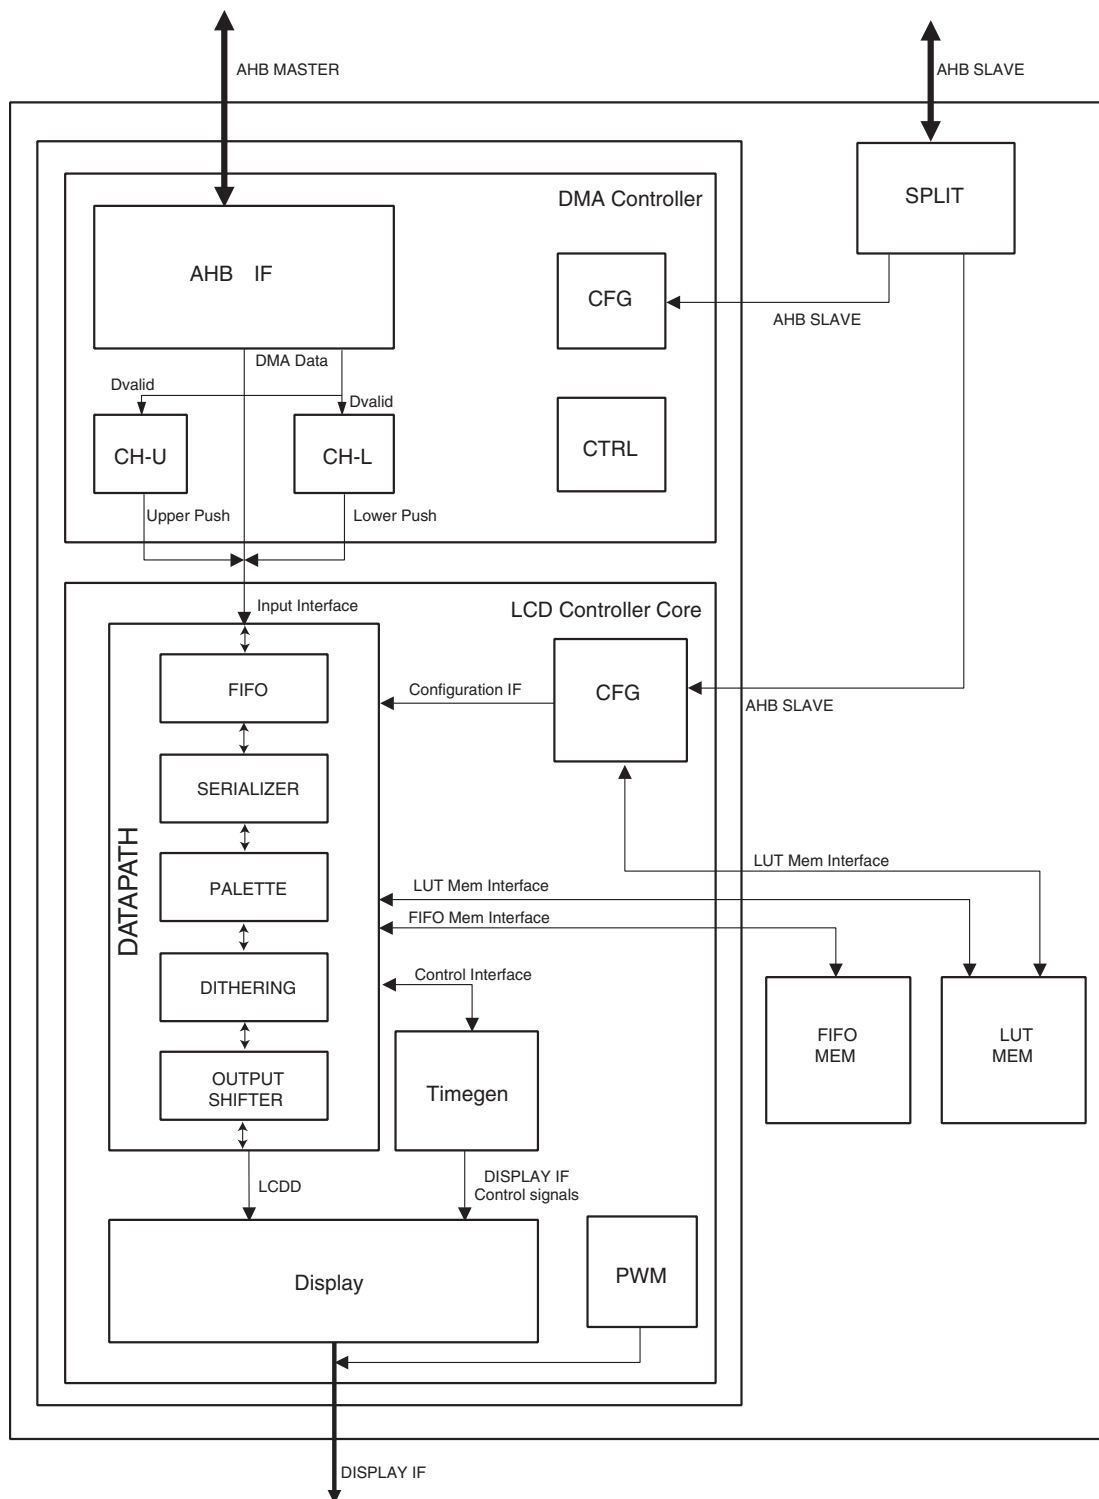 AHB MASTER
AHB SLAVE
DMA Controller
SPLIT
AHB IF
CFG
AHB SLAVE
DMA Data
Dvalid
Dvalid
CH-U
CH-L
CTRL
Upper Push
Lower Push
Input Interface
LCD Controller Core
FIFO
Configuration IF
CFG
AHB SLAVE
SERIALIZER
DATAPATH
PALETTE
LUT Mem Interface
LUT Mem Interface
FIFO Mem Interface
DITHERING
Control Interface
FIFO
MEM
LUT
MEM
OUTPUT
SHIFTER
Timegen
LCDD
DISPLAY IF
Control signals
Display
PWM
DISPLAY IF